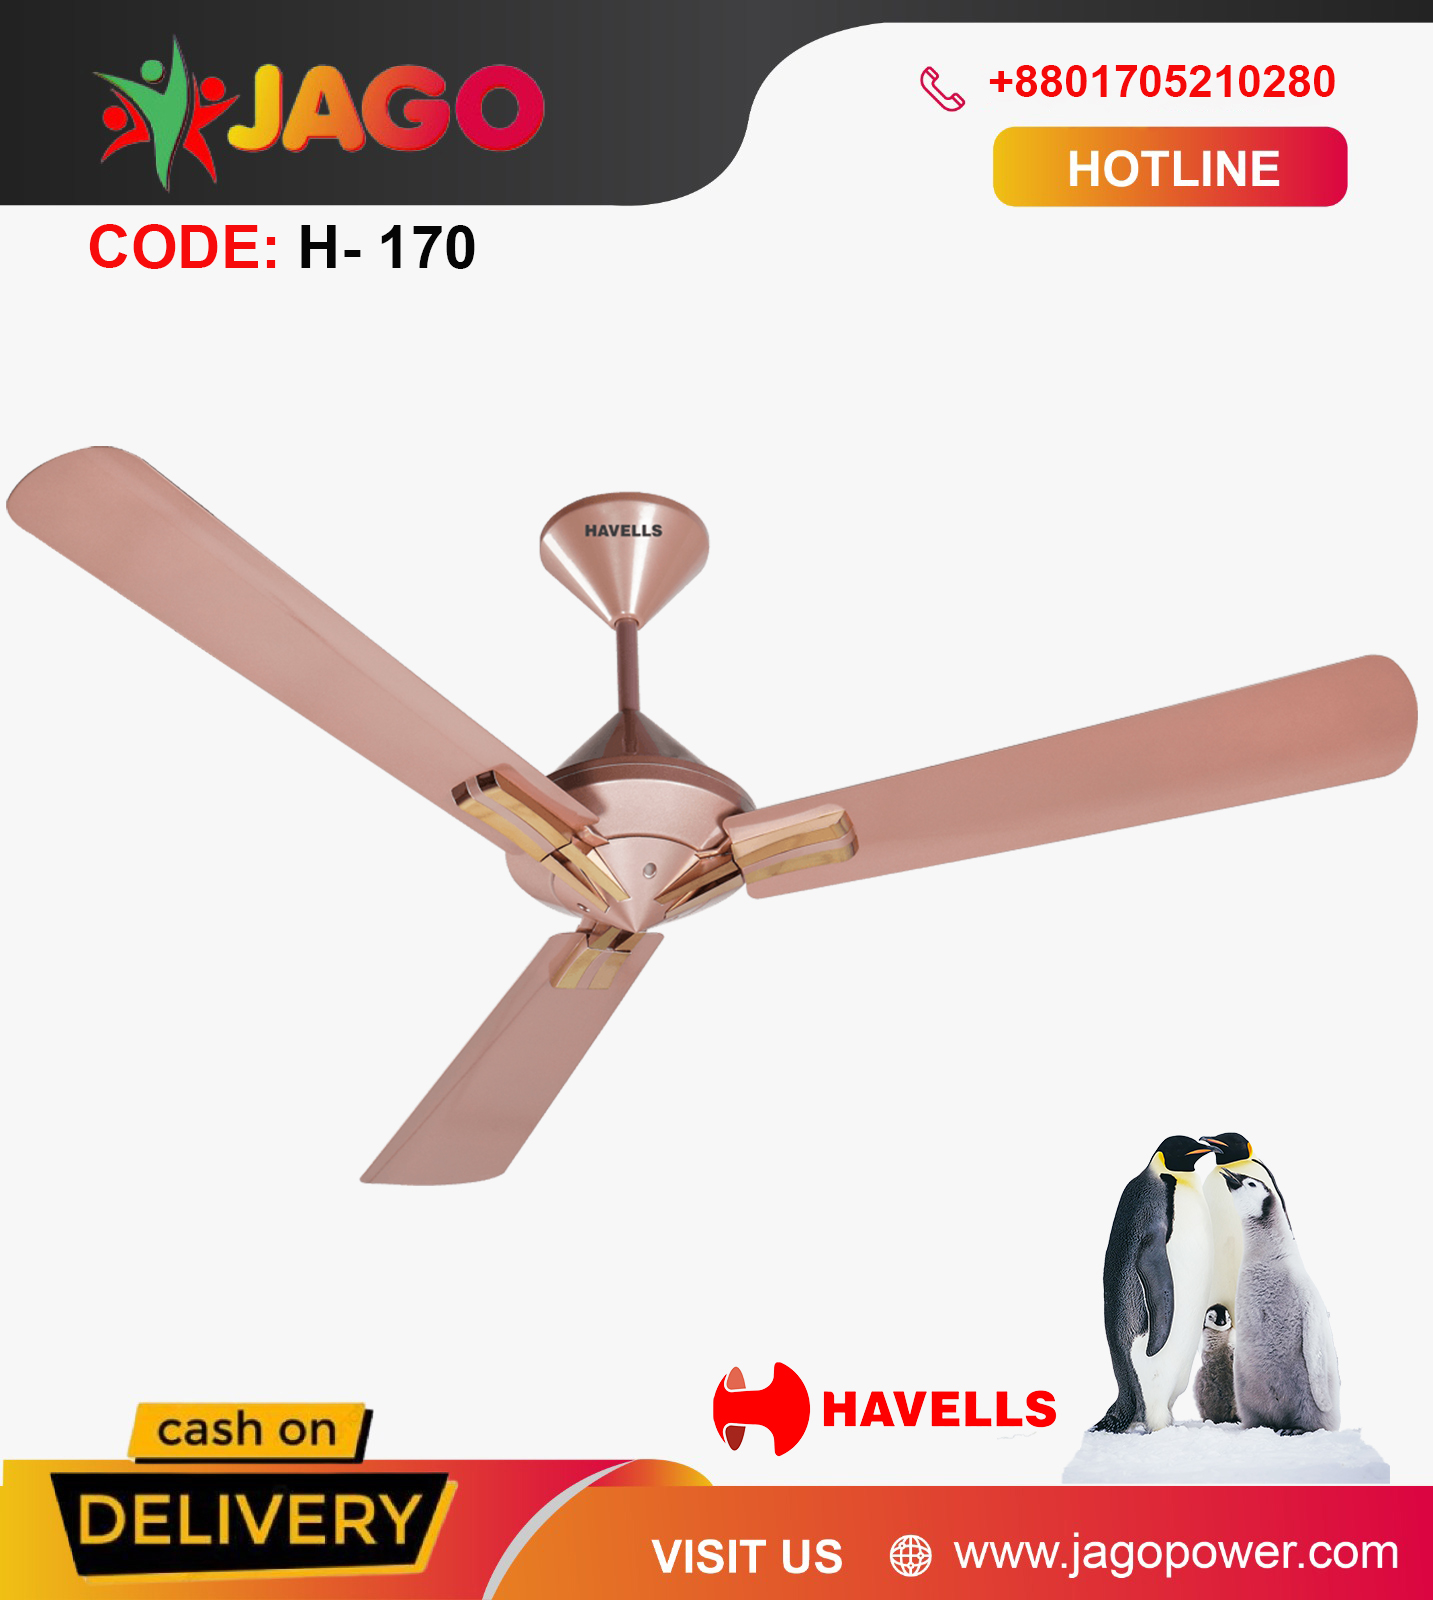 JAGO
+8801705210280
HOTLINE
CODE: H- 170
HAVELLS
HAVELLS
cash on
DELIVERY
VISIT US www.jagopower.com